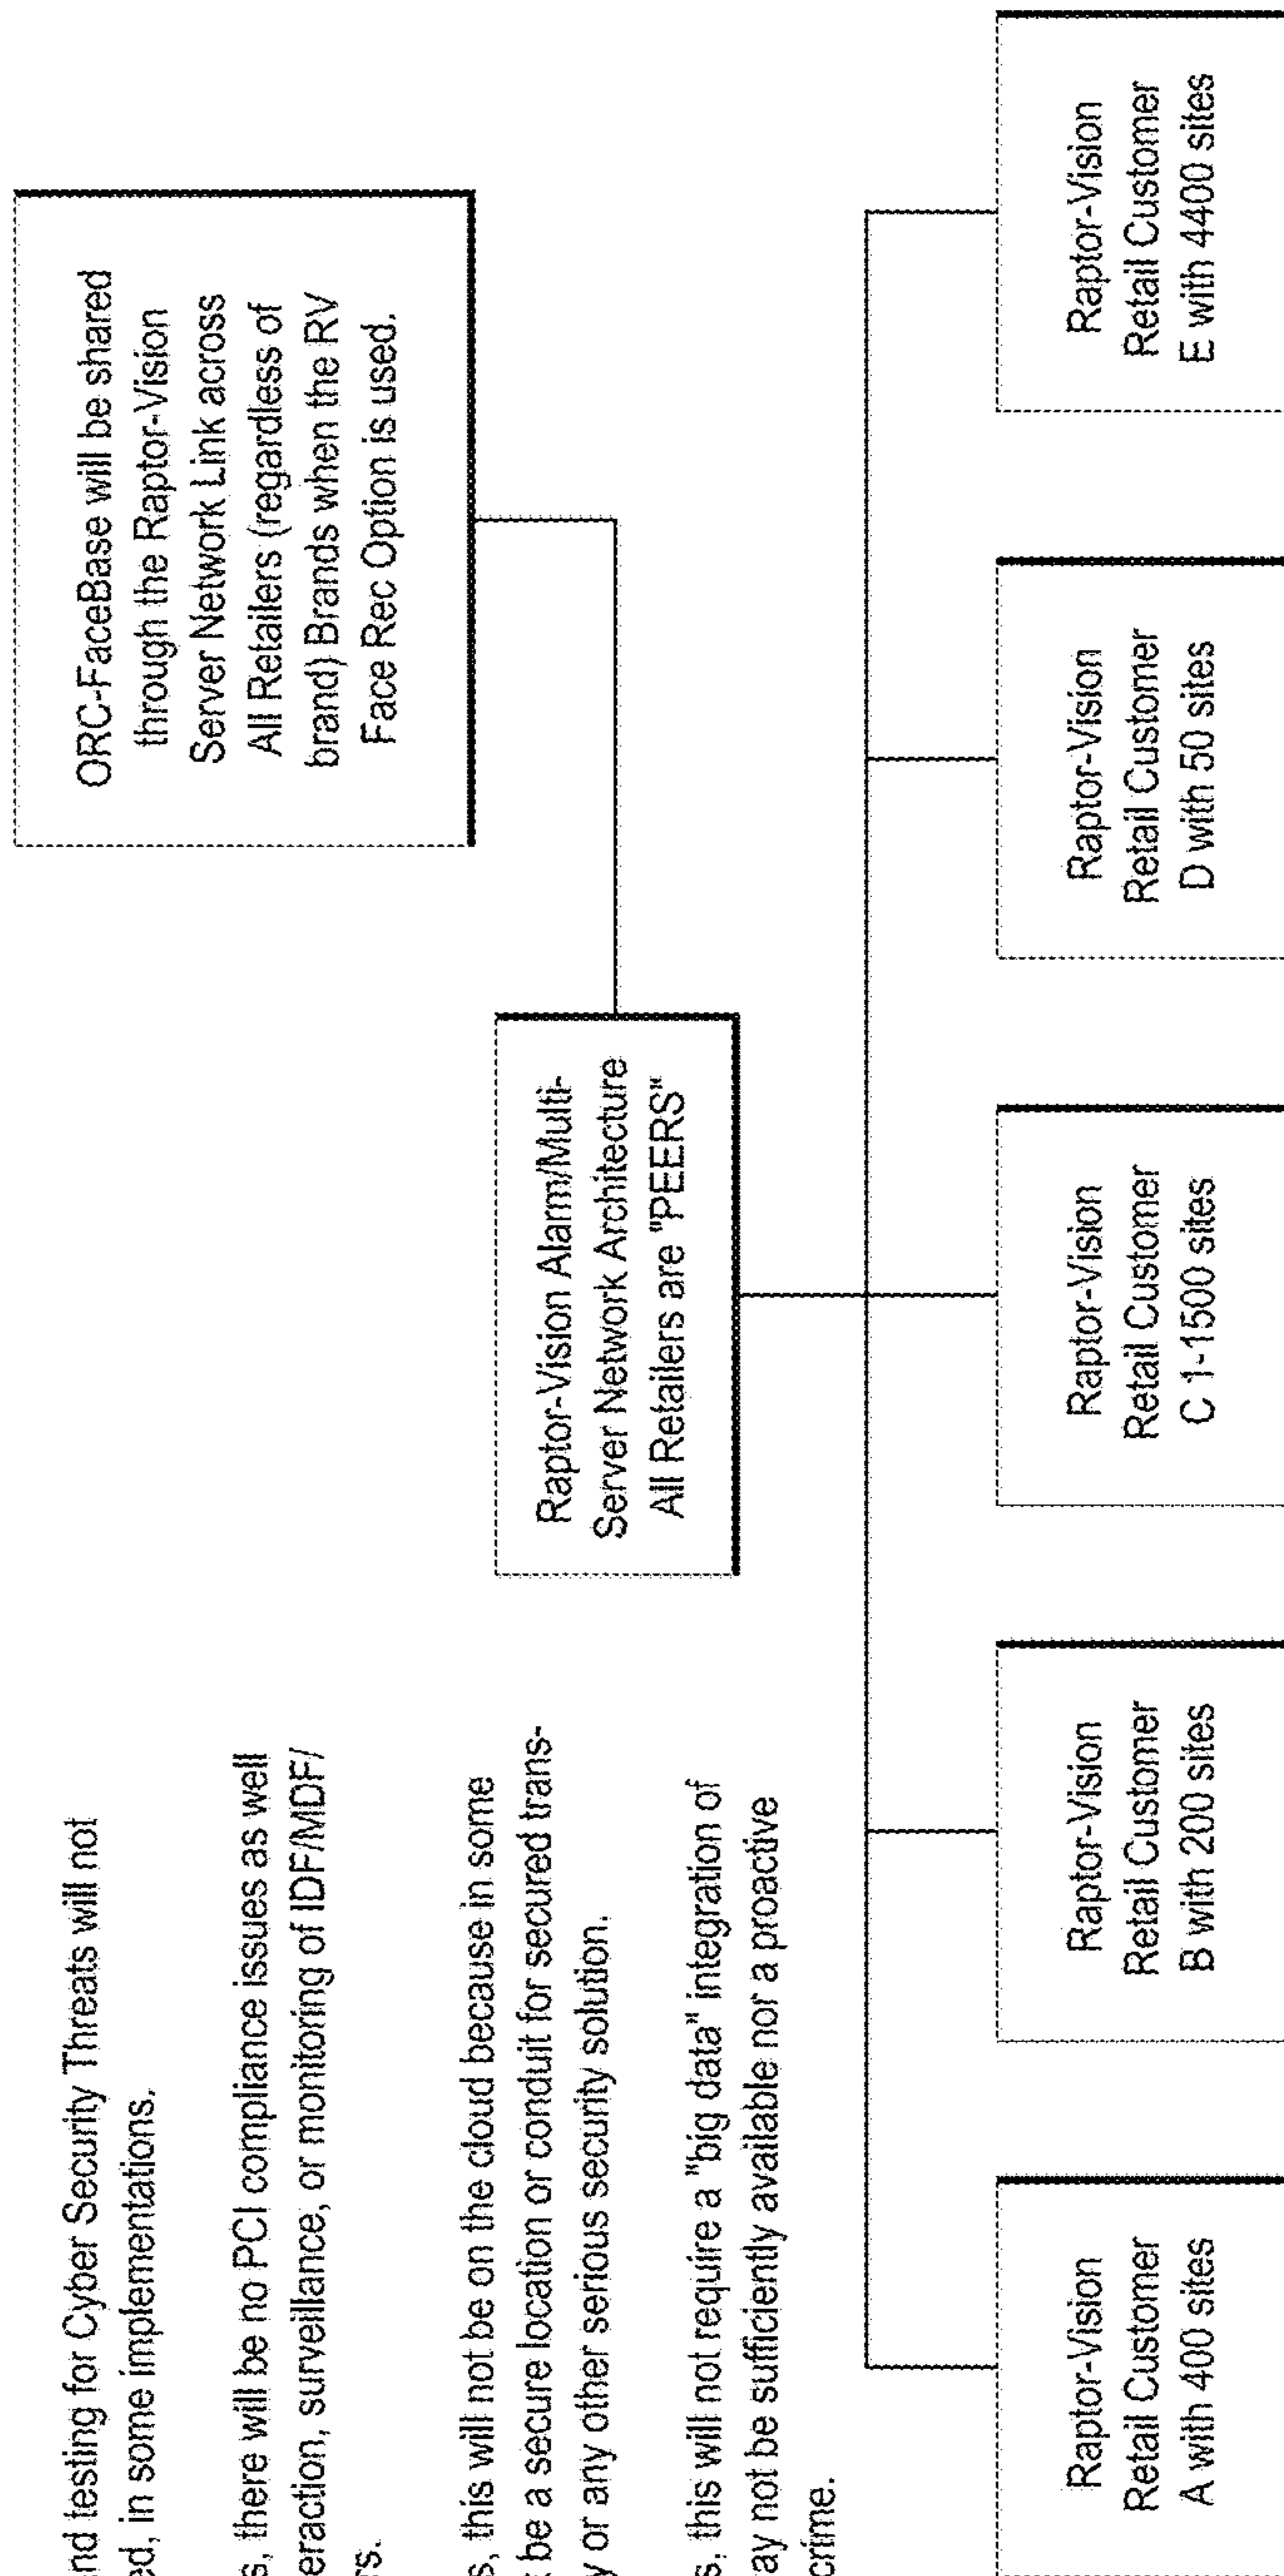 nd testing for Cyber Security Threats will not
ed, in some implementations.
s, there will be no PCI compliance issues as well
eraction, surveillance, or monitoring of IDF/MDF/
rs.
s, this will not be on the cloud because in some
be a secure location or conduit for secured trans-
y or any other serious security solution.
s, this will not require a "big data" integration of
ay not be sufficiently available nor a proactive
crime.
ORC-FaceBase will be shared
through the Raptor-Vision
Server Network Link across
All Retailers (regardless of
brand) Brands when the RV
Face Rec Option is used.
Raptor-Vision Alarm/Multi-
Server Network Architecture
All Retailers are "PEERS"
Raptor-Vision
Retail Customer
A with 400 sites
Raptor-Vision
Retail Customer
B with 200 sites
Raptor-Vision
Retail Customer
C 1-1500 sites
Raptor-Vision
Retail Customer
D with 50 sites
Raptor-Vision
Retail Customer
E with 4400 sites